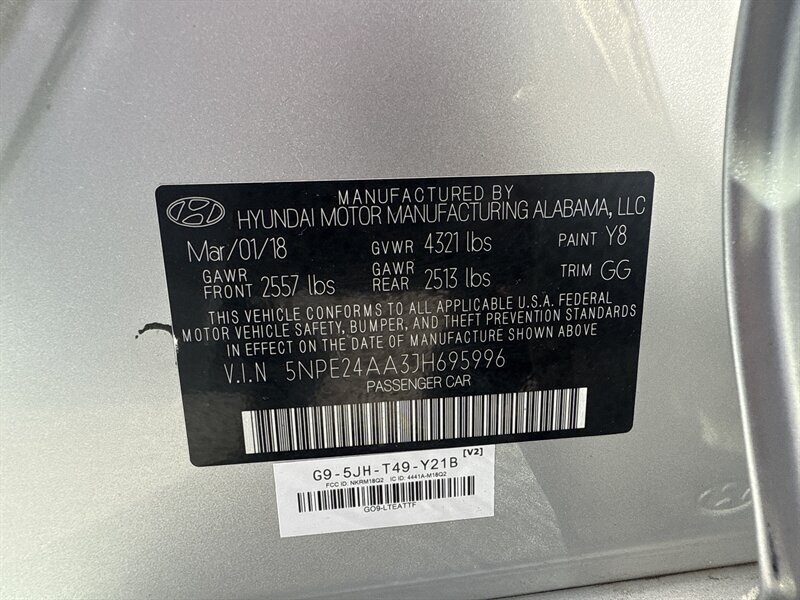 MANUFACTURED BY
HYUNDAI MOTOR MANUFACTURING ALABAMA, LLC
Mar/01/18 GVWR 4321 lbs PAINT Y8
GAWR FRONT 2557 lbs GAWR REAR 2513 lbs TRIM GG
THIS VEHICLE CONFORMS TO ALL APPLICABLE U.S.A. FEDERAL
MOTOR VEHICLE SAFETY, BUMPER, AND THEFT PREVENTION STANDARDS
IN EFFECT ON THE DATE OF MANUFACTURE SHOWN ABOVE
V.I.N 5NPE24AA3JH695996
PASSENGER CAR
[V2]
G9-5JH-T49-Y21B
FCC ID: NKRM18Q2 IC ID: 4441A-M18Q2
GO9-LTEATTF